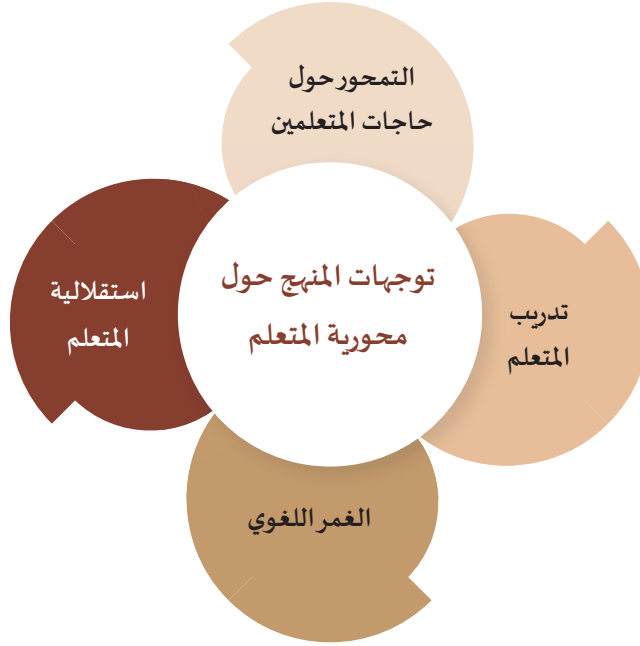 التمحور حول
حاجات المتعلمين
توجهات المنهج حول
محورية المتعلم
تدريب
المتعلم
الغمر اللغوي
استقلالية
المتعلم